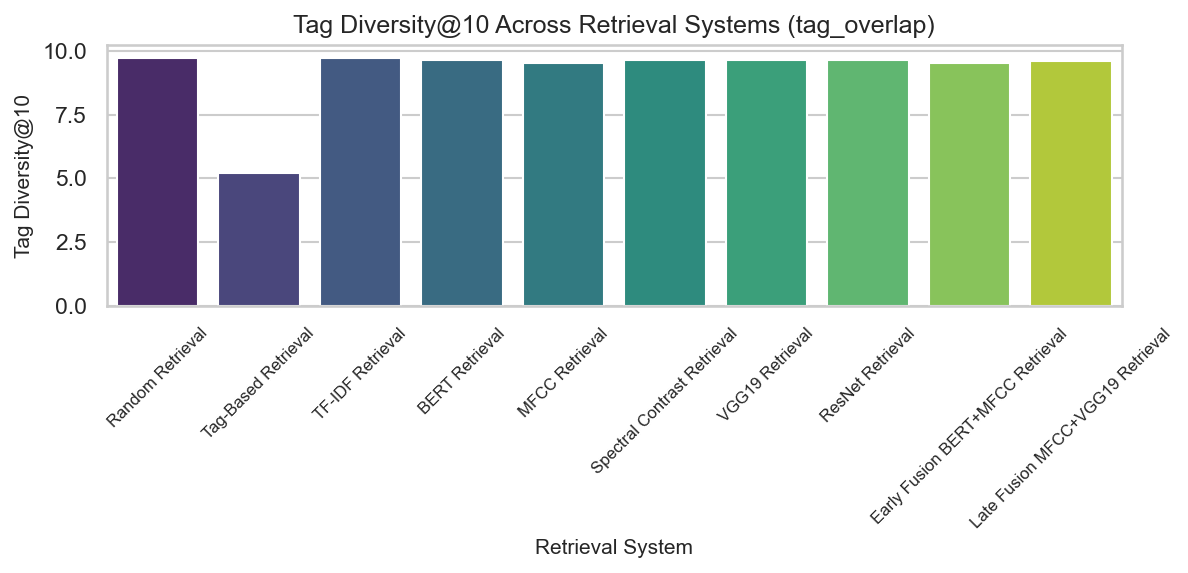 Tag Diversity@10 Across Retrieval Systems (tag_overlap)
Tag Diversity@10
10.0
7.5
5.0
2.5
0.0
Random Retrieval
Tag-Based Retrieval
TF-IDF Retrieval
BERT Retrieval
MFCC Retrieval
Spectral Contrast Retrieval
VGG19 Retrieval
ResNet Retrieval
Early Fusion BERT+MFCC Retrieval
Late Fusion MFCC+VGG19 Retrieval
Retrieval System